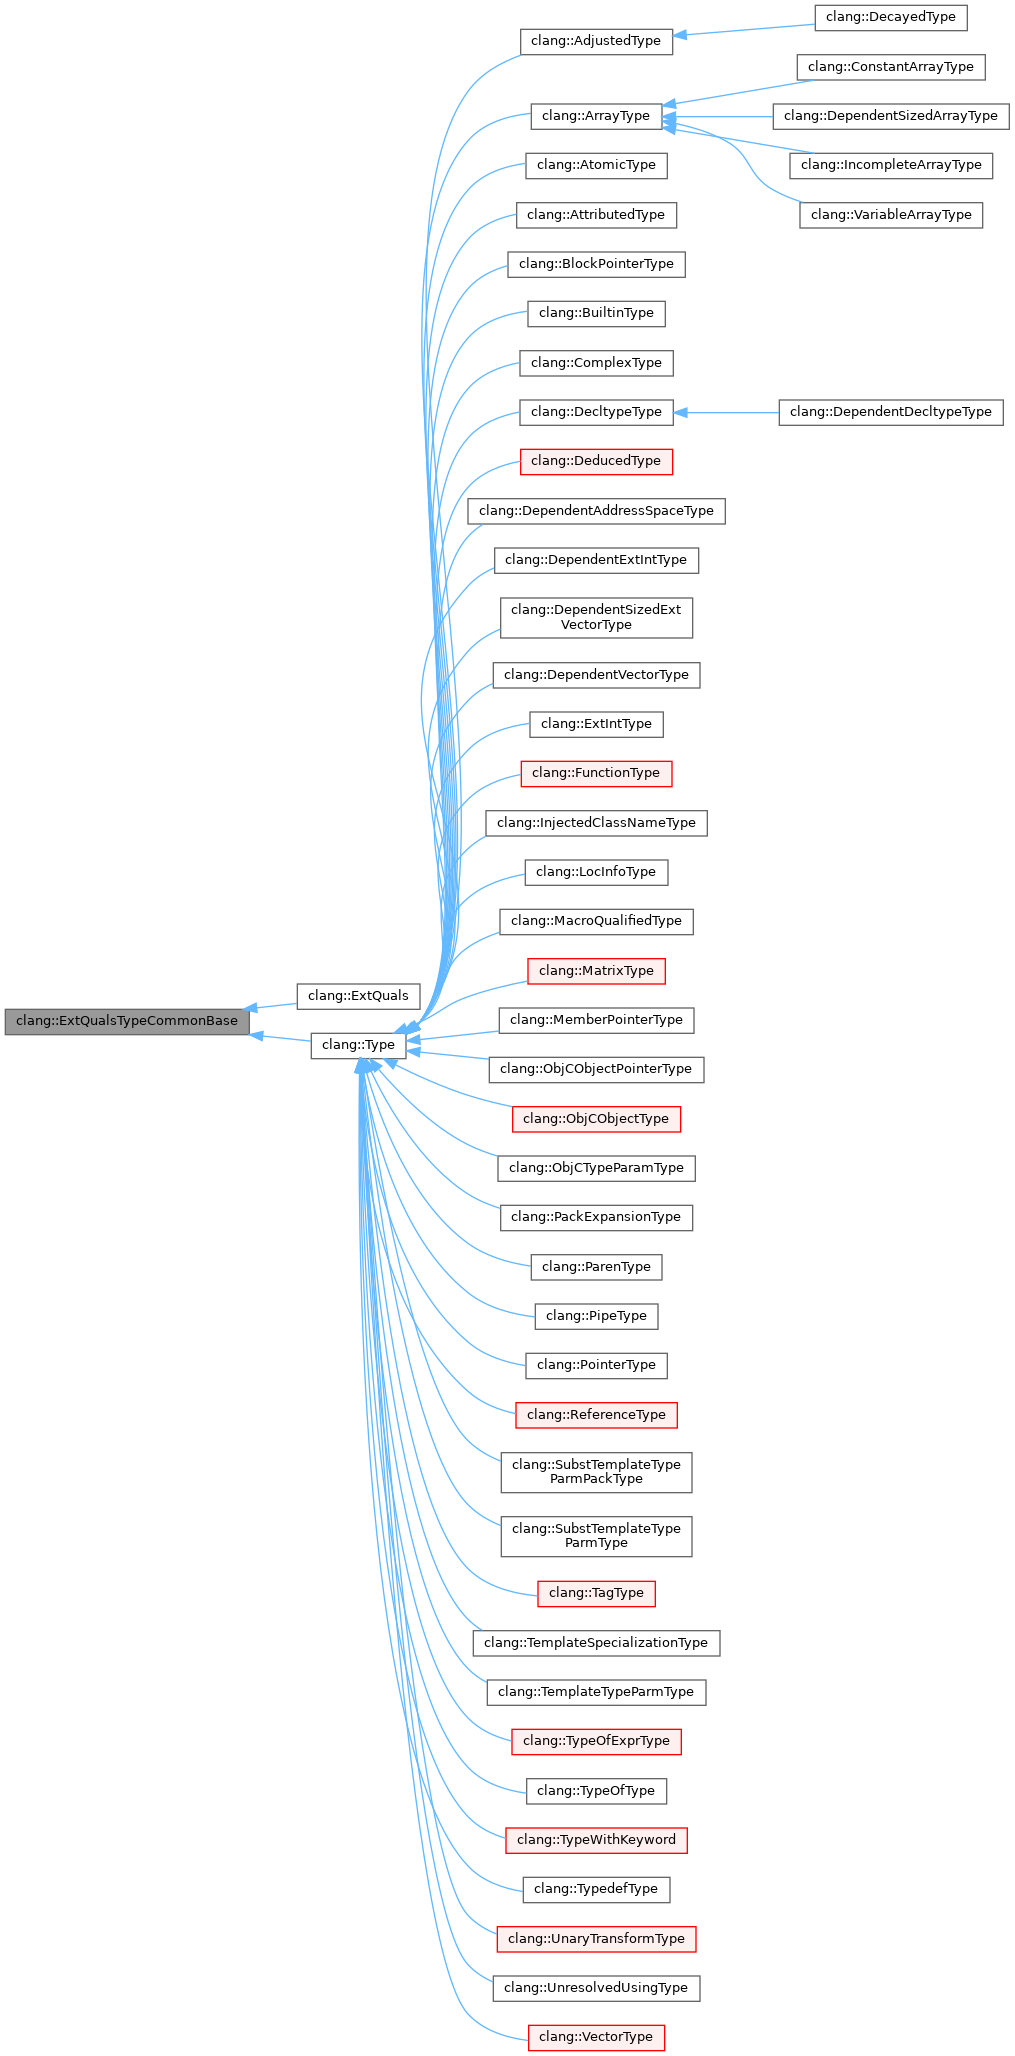 clang::DecayedType
clang::AdjustedType
clang::ConstantArrayType
clang::ArrayType
clang::DependentSizedArrayType
clang::AtomicType
clang::IncompleteArrayType
clang::AttributedType
clang::VariableArrayType
clang::BlockPointerType
clang::BuiltinType
clang::ComplexType
clang::DecltypeType
clang::DependentDecltypeType
clang::DeducedType
clang::DependentAddressSpaceType
clang::DependentExtIntType
clang::DependentSizedExt
VectorType
clang::DependentVectorType
clang::ExtIntType
clang::FunctionType
clang::InjectedClassNameType
clang::LocInfoType
clang::MacroQualifiedType
clang::MatrixType
clang::ExtQuals
clang::ExtQualsTypeCommonBase
clang::MemberPointerType
clang::Type
clang::ObjCObjectPointerType
clang::ObjCObjectType
clang::ObjCTypeParamType
clang::PackExpansionType
clang::ParenType
clang::PipeType
clang::PointerType
clang::ReferenceType
clang::SubstTemplateType
ParmPackType
clang::SubstTemplateType
ParmType
clang::TagType
clang::TemplateSpecializationType
clang::TemplateTypeParmType
clang::TypeOfExprType
clang::TypeOfType
clang::TypeWithKeyword
clang::TypedefType
clang::UnaryTransformType
clang::UnresolvedUsingType
clang::VectorType